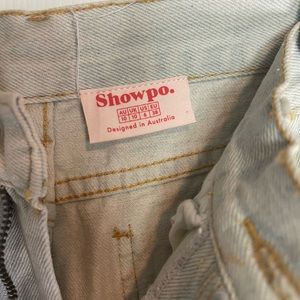 Showpo.
AU UK US EU
10 10 6 38
Designed in Australia